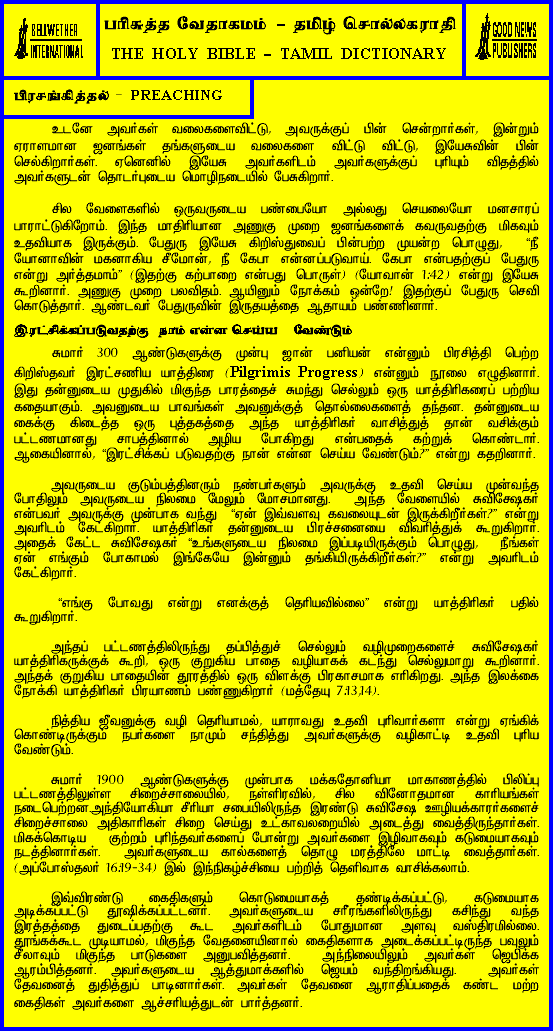 BELLWETHER
INTERNATIONAL
பரிசுத்த வேதாகமம் - தமிழ் சொல்லகராதி
THE HOLY BIBLE - TAMIL DICTIONARY
GOOD NEWS
PUBLISHERS
பிரசங்கித்தல் - PREACHING
உடனே அவர்கள் வலைகளைவிட்டு, அவருக்குப் பின் சென்றார்கள், இன்றும்
ஏராளமான ஜனங்கள் தங்களுடைய வலைகளை விட்டு விட்டு, இயேசுவின் பின்
செல்கிறார்கள். ஏனெனில் இயேசு அவர்களிடம் அவர்களுக்குப் புரியும் விதத்தில்
அவர்களுடன் தொடர்புடைய மொழிநடையில் பேசுகிறார்.
சில வேளைகளில் ஒருவருடைய பண்பையோ அல்லது செயலையோ மனசாரப்
பாராட்டுகிறோம். இந்த மாதிரியான அணுகு முறை ஜனங்களைக் கவருவதற்கு மிகவும்
உதவியாக இருக்கும். பேதுரு இயேசு கிறிஸ்துவைப் பின்பற்ற முயன்ற பொழுது, “நீ
யோனாவின் மகனாகிய சீமோன், நீ கேபா என்னப்படுவாய். கேபா என்பதற்குப் பேதுரு
என்று அர்த்தமாம்” (இதற்கு கற்பாறை என்பது பொருள்) (யோவான் 1:42) என்று இயேசு
கூறினார். அணுகு முறை பலவிதம். ஆயினும் நோக்கம் ஒன்றே! இதற்குப் பேதுரு செவி
கொடுத்தார். ஆண்டவர் பேதுருவின் இருதயத்தை ஆதாயம் பண்ணினார்.
இரட்சிக்கப்படுவதற்கு நாம் என்ன செய்ய வேண்டும்
சுமார் 300 ஆண்டுகளுக்கு முன்பு ஜான் பனியன் என்னும் பிரசித்தி பெற்ற
கிறிஸ்தவர் இரட்சணிய யாத்திரை (Pilgrimis Progress) என்னும் நூலை எழுதினார்.
இது தன்னுடைய முதுகில் மிகுந்த பாரத்தைச் சுமந்து செல்லும் ஒரு யாத்திரிகரைப் பற்றிய
கதையாகும். அவனுடைய பாவங்கள் அவனுக்குத் தொல்லைகளைத் தந்தன. தன்னுடைய
கைக்கு கிடைத்த ஒரு புத்தகத்தை அந்த யாத்திரிகர் வாசித்துத் தான் வசிக்கும்
பட்டணமானது சாபத்தினால் அழிய போகிறது என்பதைக் கற்றுக் கொண்டார்.
ஆகையினால், “இரட்சிக்கப் படுவதற்கு நான் என்ன செய்ய வேண்டும்?” என்று கதறினார்.
அவருடைய குடும்பத்தினரும் நண்பர்களும் அவருக்கு உதவி செய்ய முன்வந்த
போதிலும் அவருடைய நிலமை மேலும் மோசமானது. அந்த வேளையில் சுவிசேஷகர்
என்பவர் அவருக்கு முன்பாக வந்து “ஏன் இவ்வளவு கவலையுடன் இருக்கிறீர்கள்?” என்று
அவரிடம் கேட்கிறார். யாத்திரிகர் தன்னுடைய பிரச்சனையை விவரித்துக் கூறுகிறார்.
அதைக் கேட்ட சுவிசேஷகர் “உங்களுடைய நிலமை இப்படியிருக்கும் பொழுது, நீங்கள்
ஏன் எங்கும் போகாமல் இங்கேயே இன்னும் தங்கியிருக்கிறீர்கள்?” என்று அவரிடம்
கேட்கிறார்.
“எங்கு போவது என்று எனக்குத் தெரியவில்லை” என்று யாத்திரிகர் பதில்
கூறுகிறார்.
அந்தப் பட்டணத்திலிருந்து தப்பித்துச் செல்லும் வழிமுறைகளைச் சுவிசேஷகர்
யாத்திரிகருக்குக் கூறி, ஒரு குறுகிய பாதை வழியாகக் கடந்து செல்லுமாறு கூறினார்.
அந்தக் குறுகிய பாதையின் தூரத்தில் ஒரு விளக்கு பிரகாசமாக எரிகிறது. அந்த இலக்கை
நோக்கி யாத்திரிகர் பிரயாணம் பண்ணுகிறார் (மத்தேயு 7:13,14).
நித்திய ஜீவனுக்கு வழி தெரியாமல், யாராவது உதவி புரிவார்களா என்று ஏங்கிக்
கொண்டிருக்கும் நபர்களை நாமும் சந்தித்து அவர்களுக்கு வழிகாட்டி உதவி புரிய
வேண்டும்.
சுமார் 1900 ஆண்டுகளுக்கு முன்பாக மக்கதோனியா மாகாணத்தில் பிலிப்பு
பட்டணத்திலுள்ள சிறைச்சாலையில், நள்ளிரவில், சில வினோதமான காரியங்கள்
நடைபெற்றன.அந்தியோகியா சீரியா சபையிலிருந்த இரண்டு சுவிசேஷ ஊழியக்காரர்களைச்
சிறைச்சாலை அதிகாரிகள் சிறை செய்து உட்காவலறையில் அடைத்து வைத்திருந்தார்கள்.
மிகக்கொடிய குற்றம் புரிந்தவர்களைப் போன்று அவர்களை இழிவாகவும் கடுமையாகவும்
நடத்தினார்கள். அவர்களுடைய கால்களைத் தொழு மரத்திலே மாட்டி வைத்தார்கள்.
(அப்போஸ்தலர் 16:19-34) இல் இந்நிகழ்ச்சியை பற்றித் தெளிவாக வாசிக்கலாம்.
இவ்விரண்டு கைதிகளும் கொடுமையாகத் தண்டிக்கப்பட்டு, கடுமையாக
அடிக்கப்பட்டு தூஷிக்கப்பட்டனர். அவர்களுடைய சரீரங்களிலிருந்து கசிந்து வந்த
இரத்தத்தை துடைப்பதற்கு கூட அவர்களிடம் போதுமான அளவு வஸ்திரமில்லை.
தூங்கக்கூட முடியாமல், மிகுந்த வேதனையினால் கைதிகளாக அடைக்கப்பட்டிருந்த பவுலும்
சீலாவும் மிகுந்த பாடுகளை அனுபவித்தனர். அந்நிலையிலும் அவர்கள் ஜெபிக்க
ஆரம்பித்தனர். அவர்களுடைய ஆத்துமாக்களில் ஜெயம் வந்திறங்கியது. அவர்கள்
தேவனைத் துதித்துப் பாடினார்கள். அவர்கள் தேவனை ஆராதிப்பதைக் கண்ட மற்ற
கைதிகள் அவர்களை ஆச்சரியத்துடன் பார்த்தனர்.